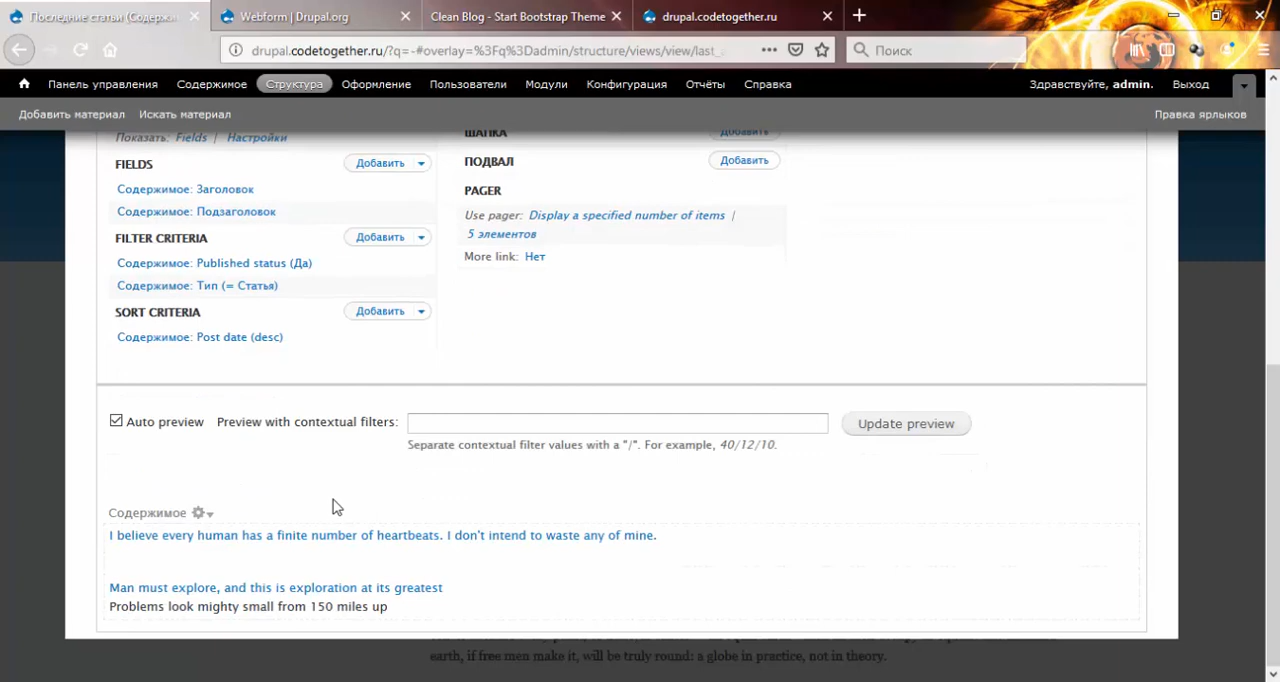 Последние статьи (Содержи
Webform | Drupal.org
Clean Blog - Start Bootstrap Theme
drupal.codetogether.ru/
drupal.codetogether.ru/?q=-#overlay=%3Fq%3Dadmin/structure/views/view/last_
Поиск
Панель управления
Содержимое
Структура
Оформление
Пользователи
Модули
Конфигурация
Отчёты
Справка
Здравствуйте, admin.
Выход
Добавить материал
Искать материал
Правка ярлыков
Показать: Fields | Настройки
FIELDS
Добавить
Содержимое: Заголовок
Содержимое: Подзаголовок
FILTER CRITERIA
Добавить
Содержимое: Published status (Да)
Содержимое: Тип (= Статья)
SORT CRITERIA
Добавить
Содержимое: Post date (desc)
ШАПКА
Добавить
ПОДВАЛ
Добавить
PAGER
Use pager: Display a specified number of items |
5 элементов
More link: Нет
Auto preview
Preview with contextual filters:
Update preview
Separate contextual filter values with a "/". For example, 40/12/10.
Содержимое
I believe every human has a finite number of heartbeats. I don't intend to waste any of mine.
Man must explore, and this is exploration at its greatest
Problems look mighty small from 150 miles up
earth, if free men make it, will be truly round: a globe in practice, not in theory.